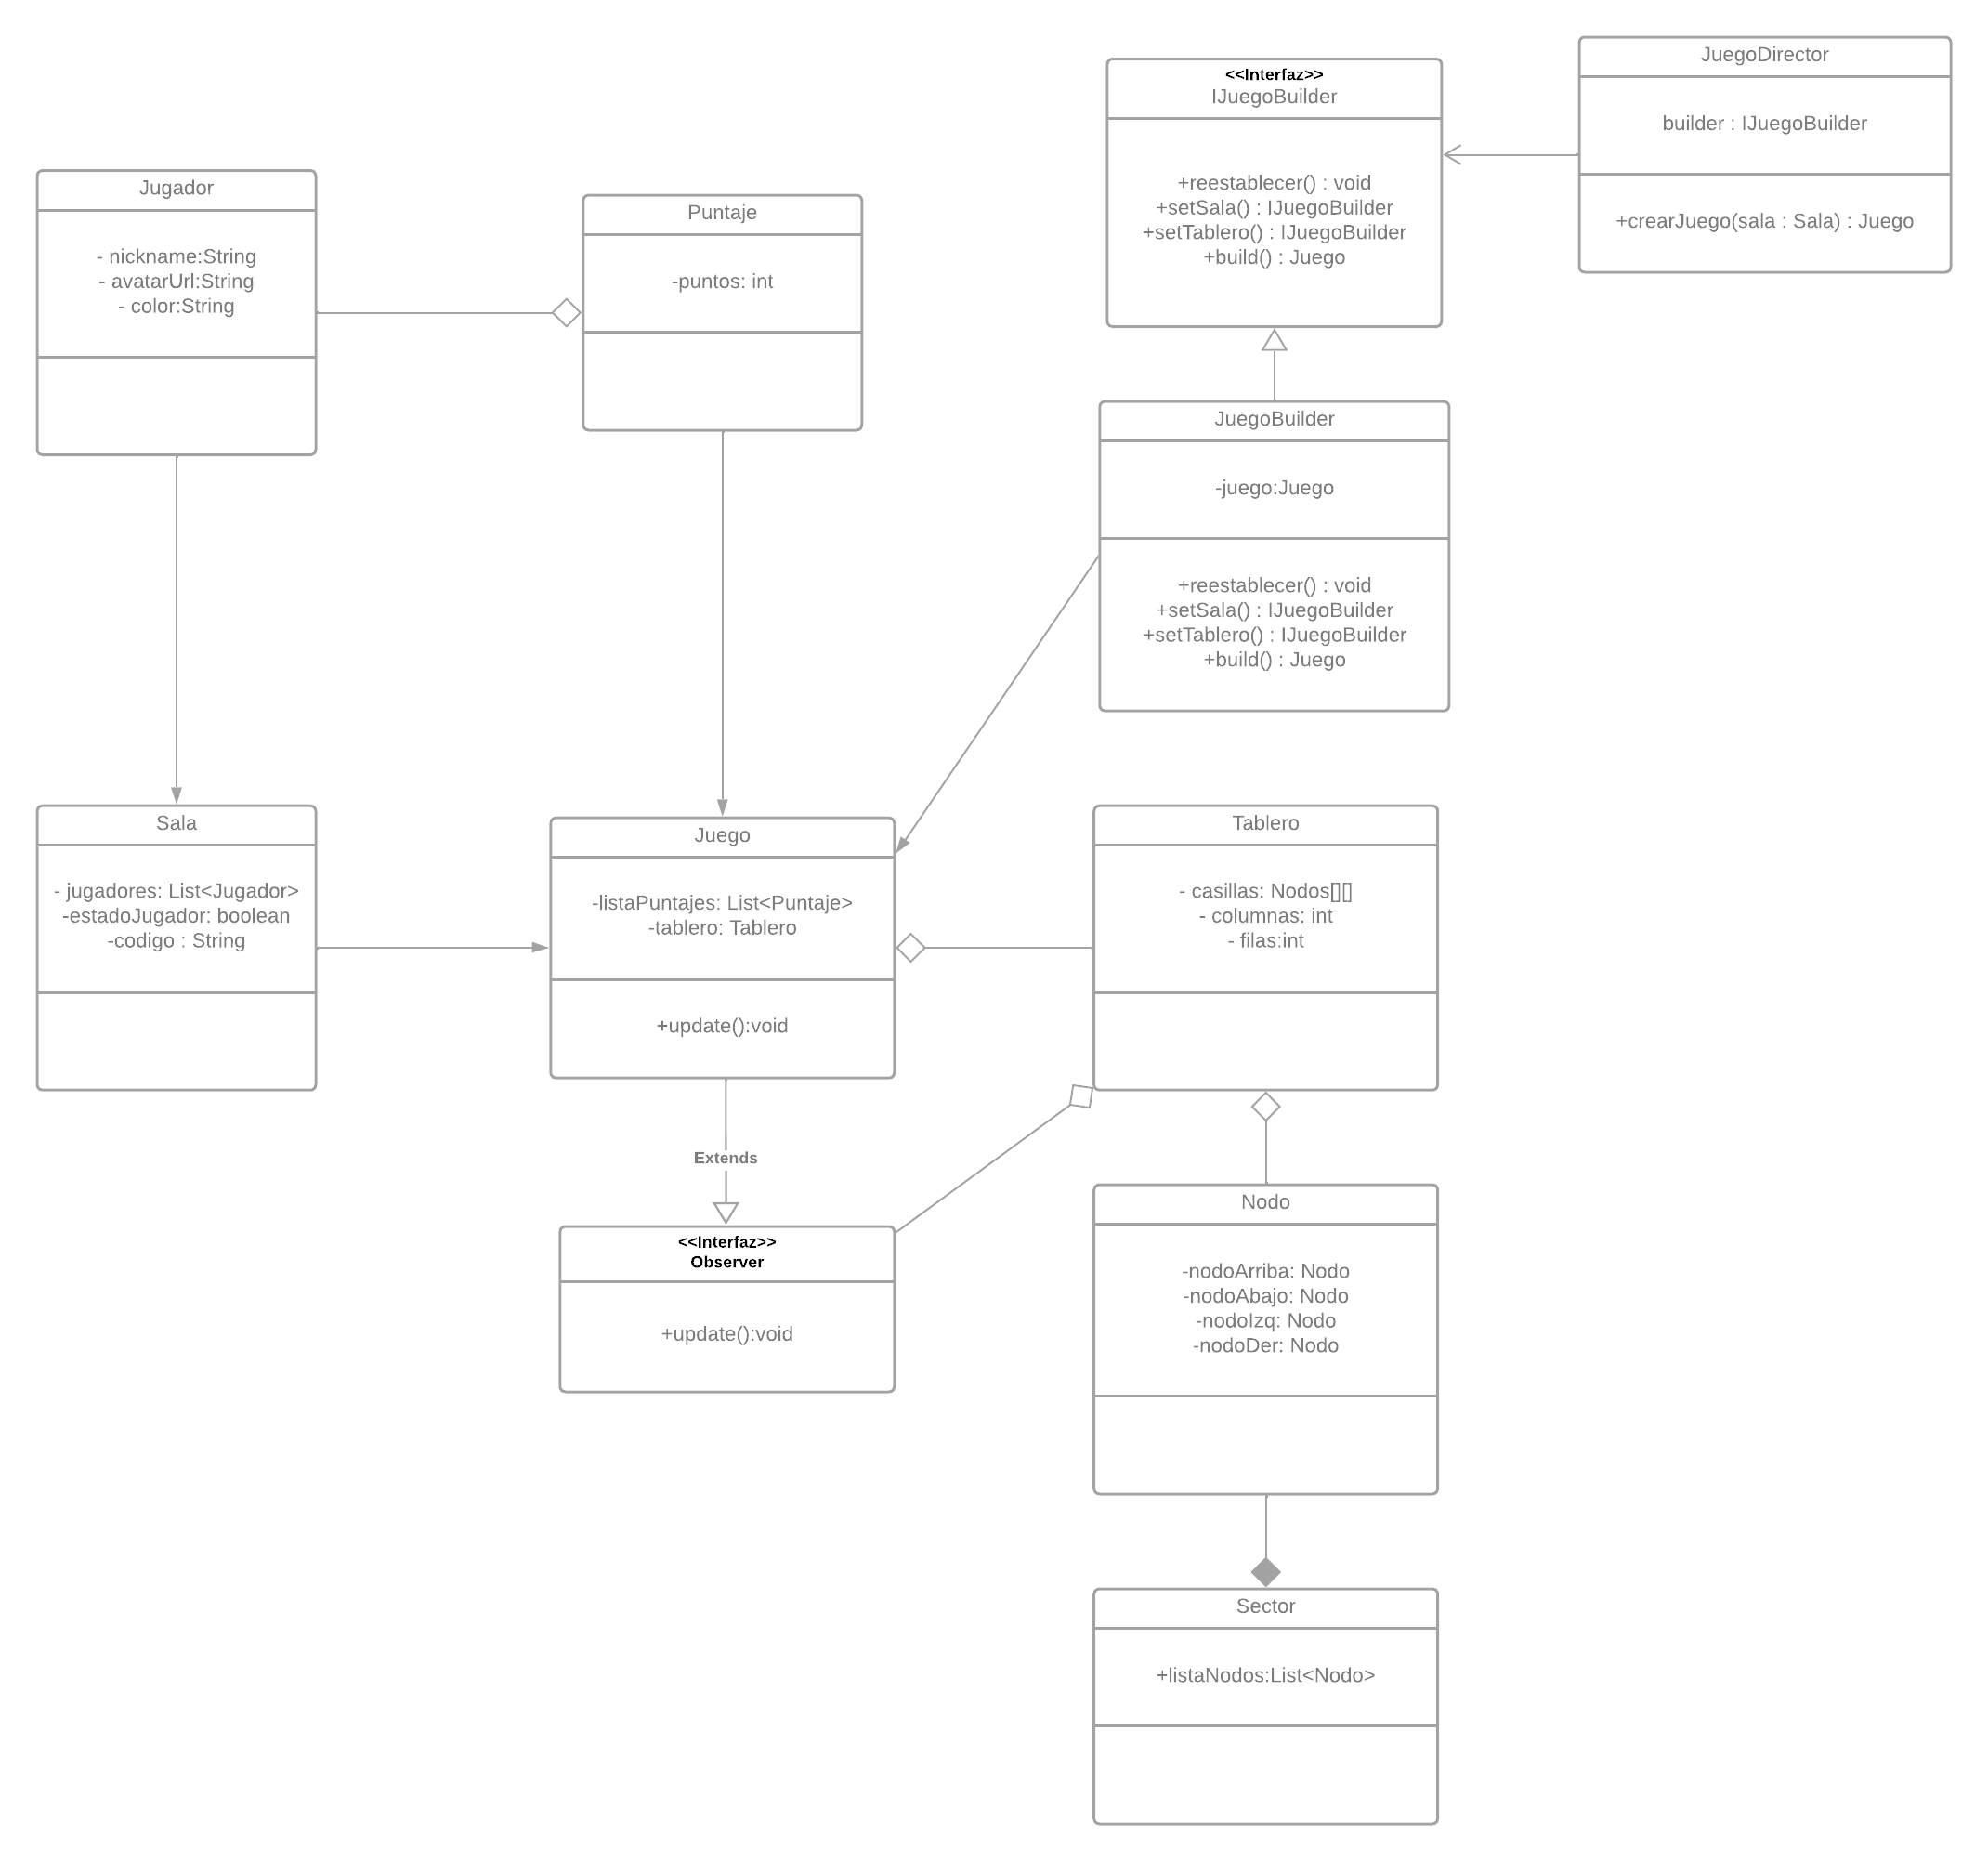 JuegoDirector
builder : IJuegoBuilder
+crearJuego(sala : Sala) : Juego
<<Interfaz>>
IJuegoBuilder
+reestablecer() : void
+setSala() : IJuegoBuilder
+setTablero() : IJuegoBuilder
+build() : Juego
Jugador
- nickname:String
- avatarUrl:String
- color:String
Puntaje
-puntos: int
JuegoBuilder
-juego:Juego
+reestablecer() : void
+setSala() : IJuegoBuilder
+setTablero() : IJuegoBuilder
+build() : Juego
Sala
- jugadores: List<Jugador>
-estadoJugador: boolean
-codigo : String
Juego
-listaPuntajes: List<Puntaje>
-tablero: Tablero
+update():void
Tablero
- casillas: Nodos[][]
- columnas: int
- filas:int
Extends
<<Interfaz>>
Observer
+update():void
Nodo
-nodoArriba: Nodo
-nodoAbajo: Nodo
-nodoIzq: Nodo
-nodoDer: Nodo
Sector
+listaNodos:List<Nodo>